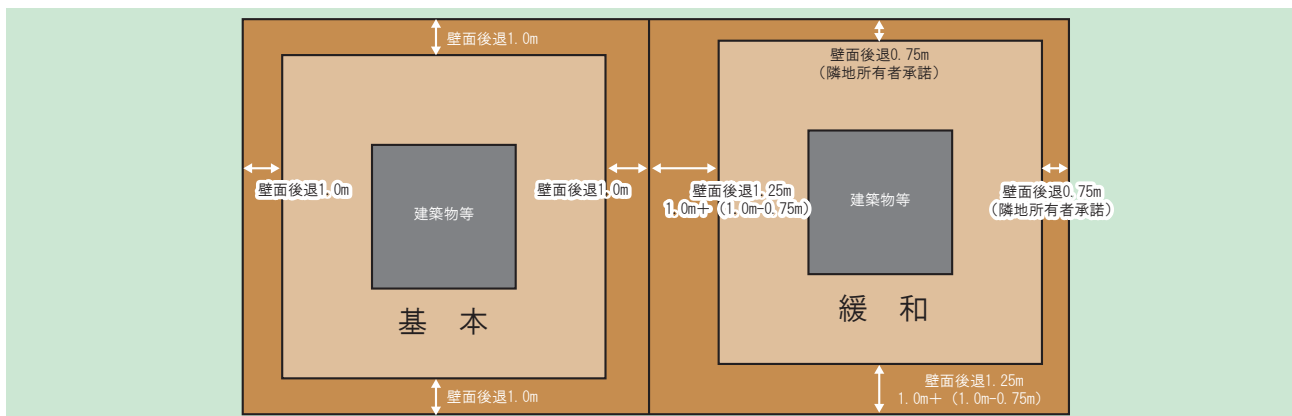 壁面後退1.0m
壁面後退1.0m
壁面後退1.0m
建築物等
基 本
壁面後退1.0m
壁面後退0.75m
(隣地所有者承諾)
壁面後退1.25m
1.0m+(1.0m-0.75m)
建築物等
壁面後退0.75m
(隣地所有者承諾)
緩 和
壁面後退1.25m
1.0m+(1.0m-0.75m)